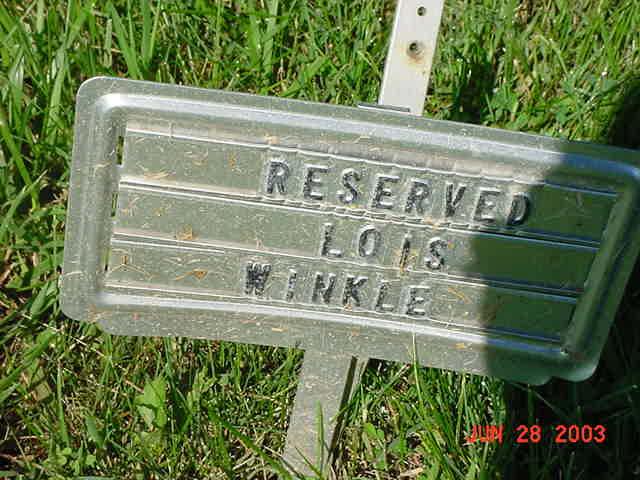 RESERVED
LOIS
WINKLE
JUN 28 2003